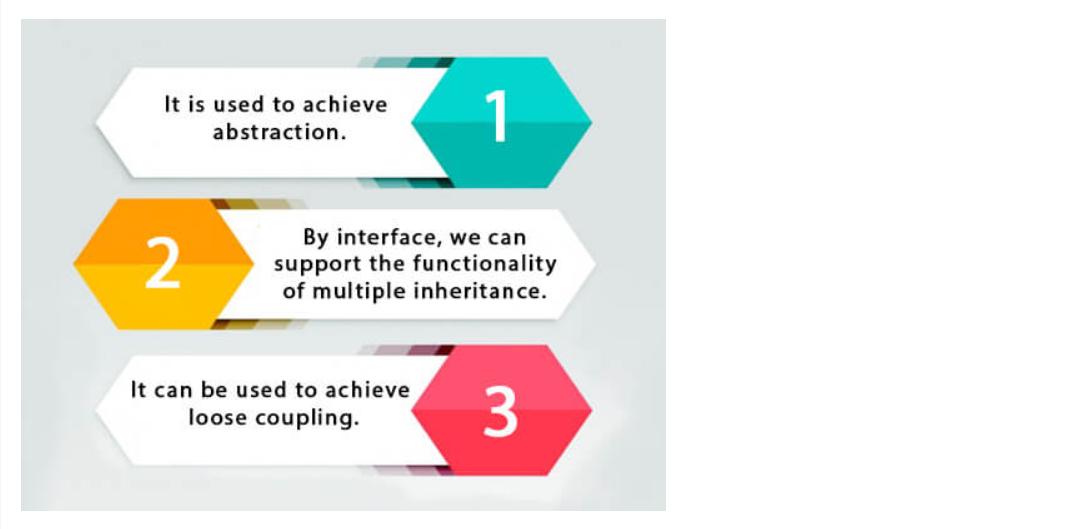 It is used to achieve
abstraction.
1
2
By interface, we can
support the functionality
of multiple inheritance.
It can be used to achieve
loose coupling.
3